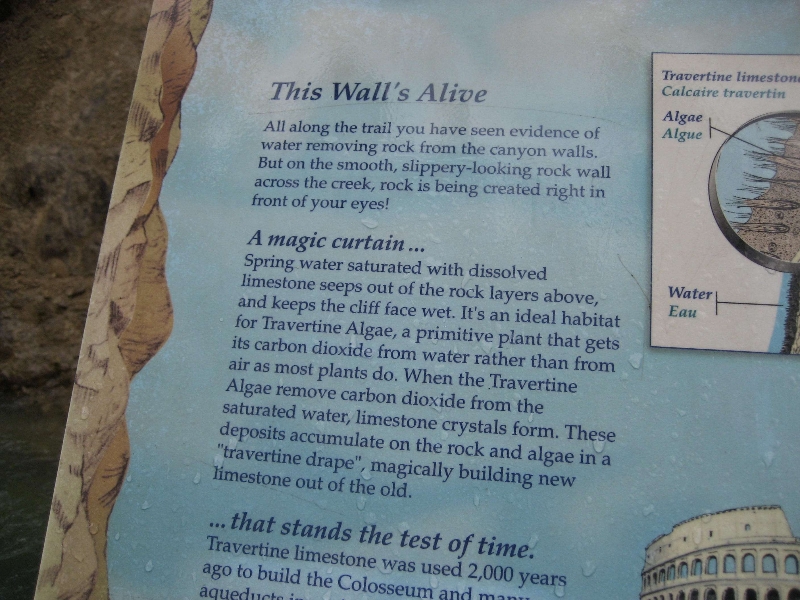 This Wall's Alive
All along the trail you have seen evidence of
water removing rock from the canyon walls.
But on the smooth, slippery-looking rock wall
across the creek, rock is being created right in
front of your eyes!
A magic curtain...
Spring water saturated with dissolved
limestone seeps out of the rock layers above,
and keeps the cliff face wet. It's an ideal habitat
for Travertine Algae, a primitive plant that gets
its carbon dioxide from water rather than from
air as most plants do. When the Travertine
Algae remove carbon dioxide from the
saturated water, limestone crystals form. These
deposits accumulate on the rock and algae in a
"travertine drape", magically building new
limestone out of the old.
...that stands the test of time.
Travertine limestone was used 2,000 years
ago to build the Colosseum and many
aqueducts
Travertine limestone
Calcaire travertin
Algae
Algue
Water
Eau